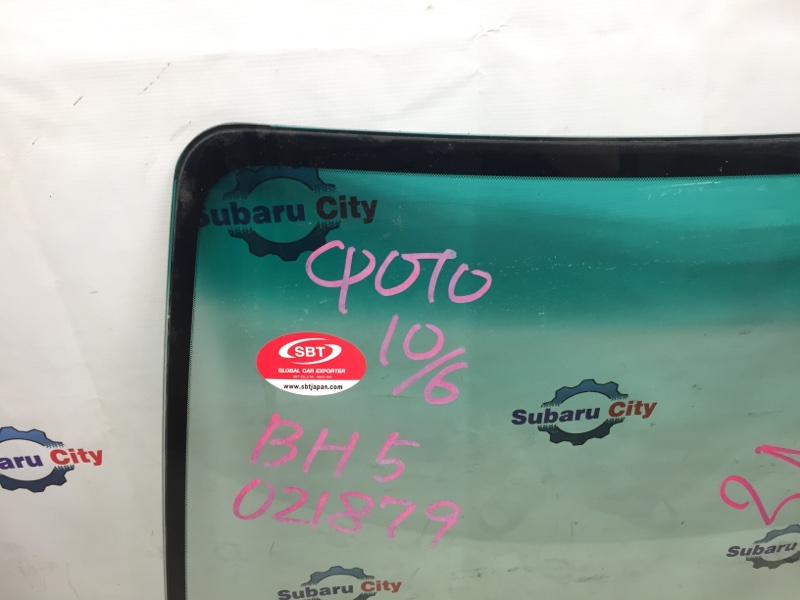 Subaru City
ФОТО
10/6
SBT
GLOBAL CAR EXPORTER
www.sbtjapan.com
Subaru City
aru City
BH5
021879
Subaru City
Subaru City